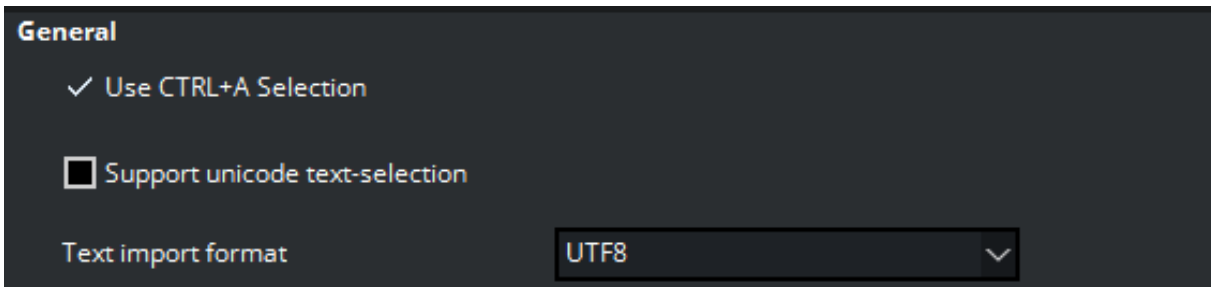 General
Use CTRL+A Selection
Support unicode text-selection
Text import format UTF8